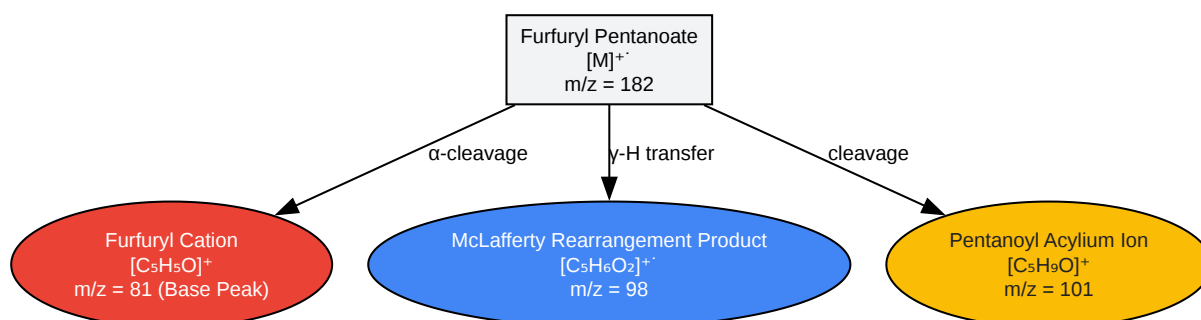 Furfuryl Pentanoate
[M]⁺˙
m/z = 182
α-cleavage
γ-H transfer
cleavage
Furfuryl Cation
[C₅H₅O]⁺
m/z = 81 (Base Peak)
McLafferty Rearrangement Product
[C₅H₆O₂]⁺˙
m/z = 98
Pentanoyl Acylium Ion
[C₅H₉O]⁺
m/z = 101